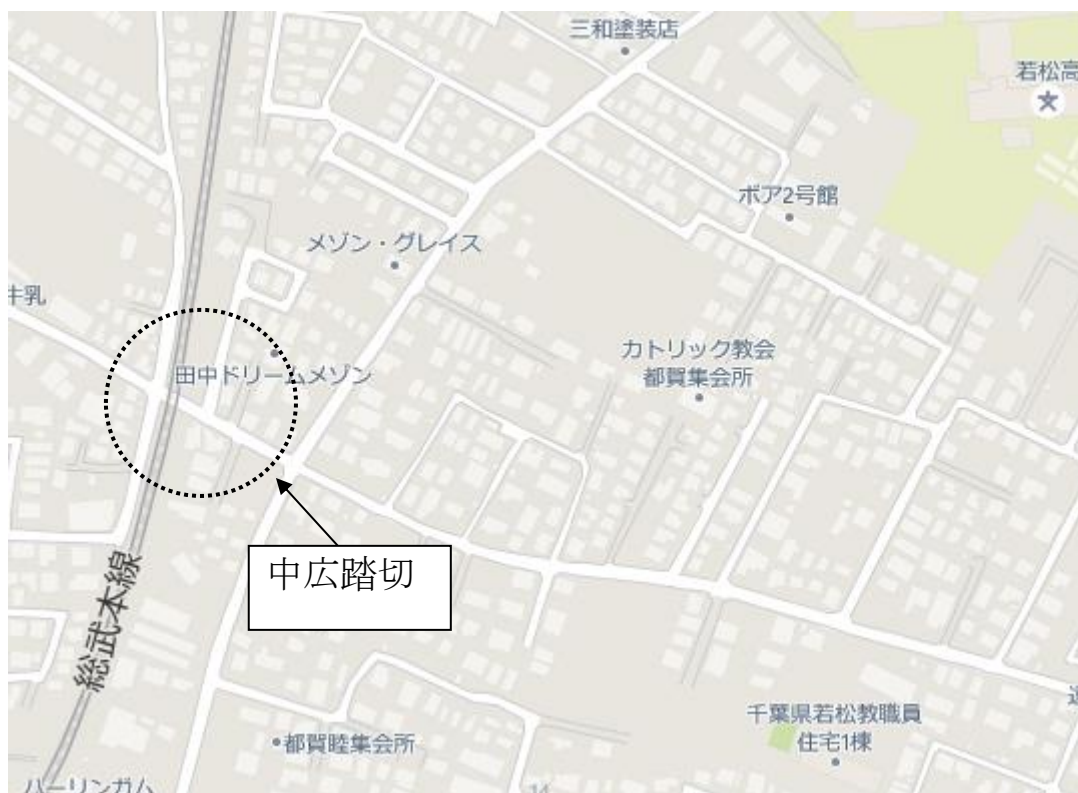 三和塗装店
若松高
ボア2号館
メゾン・グレイス
牛乳
カトリック教会
都賀集会所
田中ドリームメゾン
中広踏切
総武本線
千葉県若松教職員
住宅1棟
都賀睦集会所